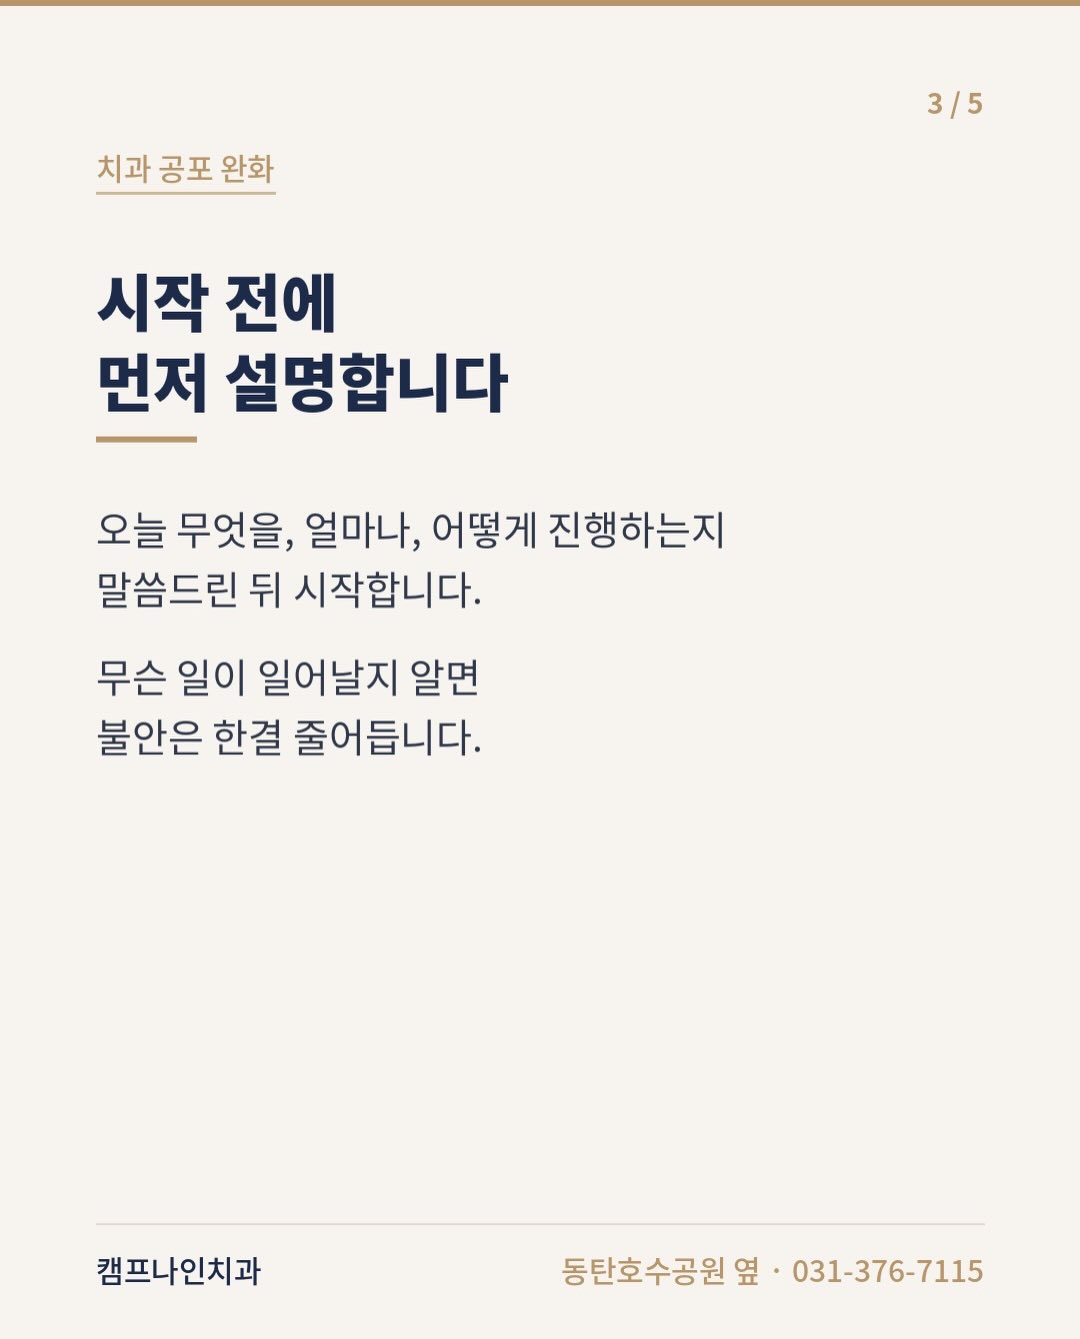 3 / 5
치과 공포 완화
시작 전에
먼저 설명합니다
오늘 무엇을, 얼마나, 어떻게 진행하는지
말씀드린 뒤 시작합니다.
무슨 일이 일어날지 알면
불안은 한결 줄어듭니다.
캠프나인치과
동탄호수공원 옆 · 031-376-7115